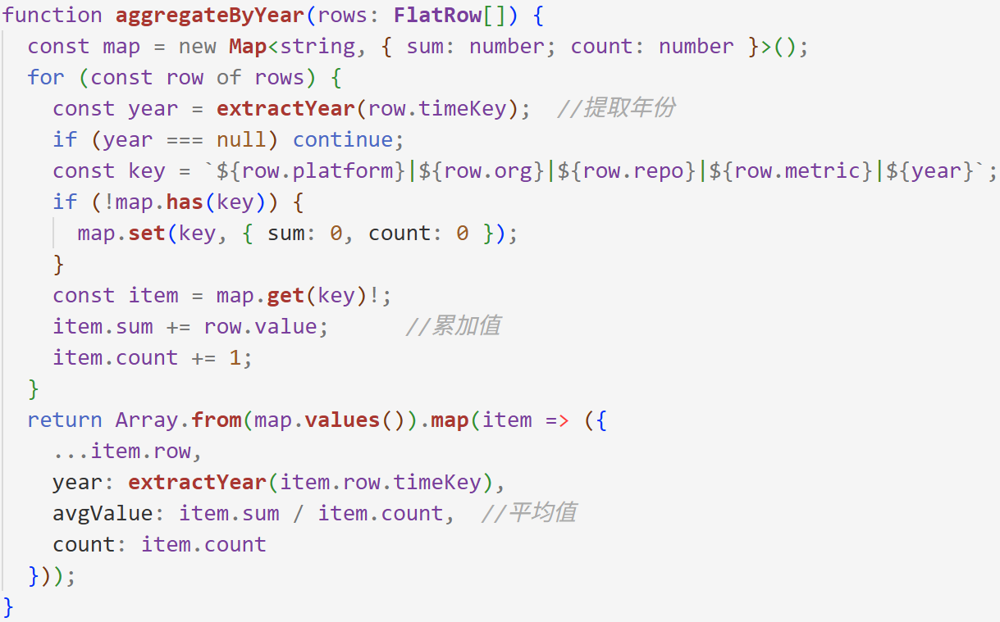 function aggregateByYear(rows: FlatRow[]) {
  const map = new Map<string, { sum: number; count: number }>();
  for (const row of rows) {
    const year = extractYear(row.timeKey);  //提取年份
    if (year === null) continue;
    const key = `${row.platform}|${row.org}|${row.repo}|${row.metric}|${year}`;
    if (!map.has(key)) {
      map.set(key, { sum: 0, count: 0 });
    }
    const item = map.get(key)!;
    item.sum += row.value;      //累加值
    item.count += 1;
  }
  return Array.from(map.values()).map(item => ({
    ...item.row,
    year: extractYear(item.row.timeKey),
    avgValue: item.sum / item.count,  //平均值
    count: item.count
  }));
}